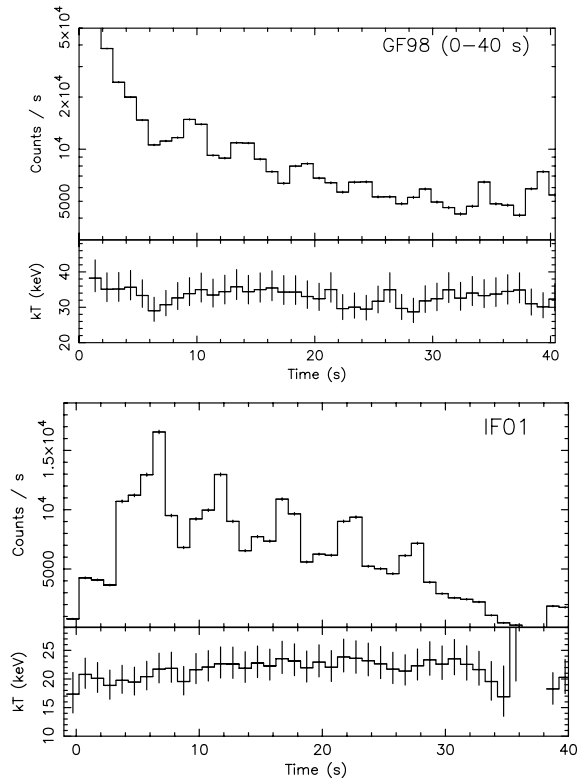 GF98 (0−40 s)
5×10⁴
2×10⁴
10⁴
5000
Counts / s
40
30
20
kT (keV)
0 10 20 30 40
Time (s)
IF01
1.5×10⁴
10⁴
5000
Counts / s
25
20
15
10
kT (keV)
0 10 20 30 40
Time (s)